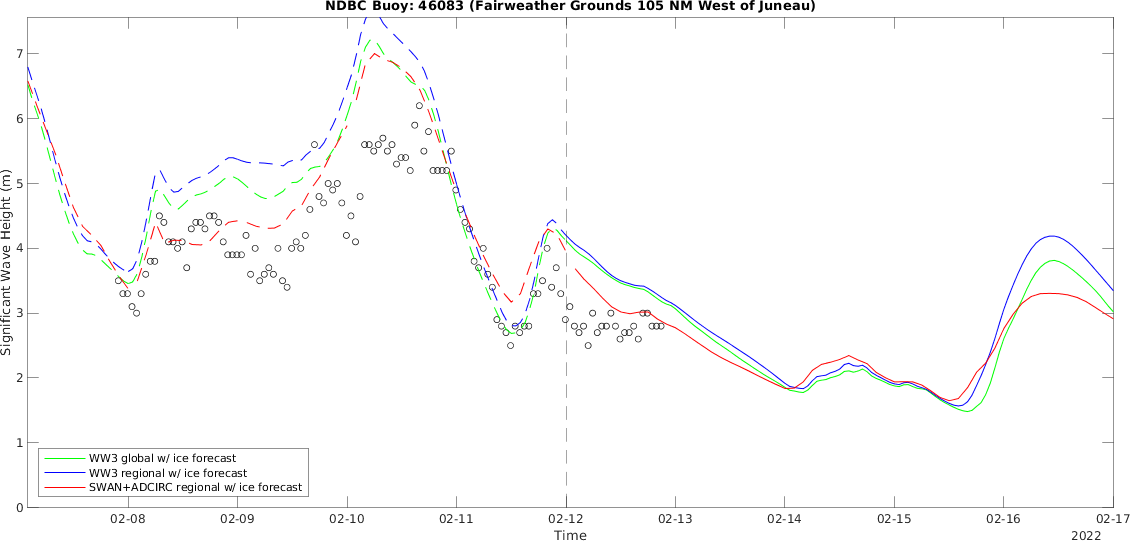 NDBC Buoy: 46083 (Fairweather Grounds 105 NM West of Juneau)
Significant Wave Height (m)
7
6
5
4
3
2
1
0
WW3 global w/ ice forecast
WW3 regional w/ ice forecast
SWAN+ADCIRC regional w/ ice forecast
02-08 02-09 02-10 02-11 02-12 02-13 02-14 02-15 02-16 02-17
Time
2022